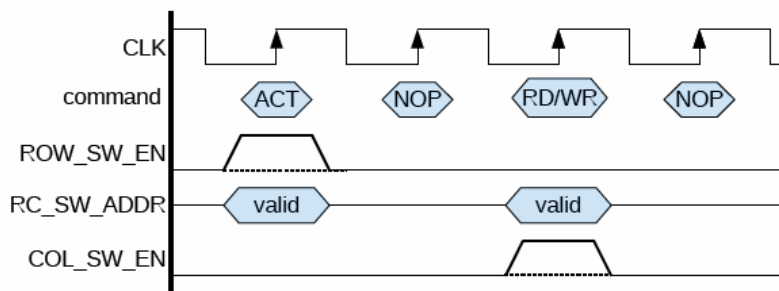 CLK
command ACT NOP RD/WR NOP
ROW_SW_EN
RC_SW_ADDR valid valid
COL_SW_EN